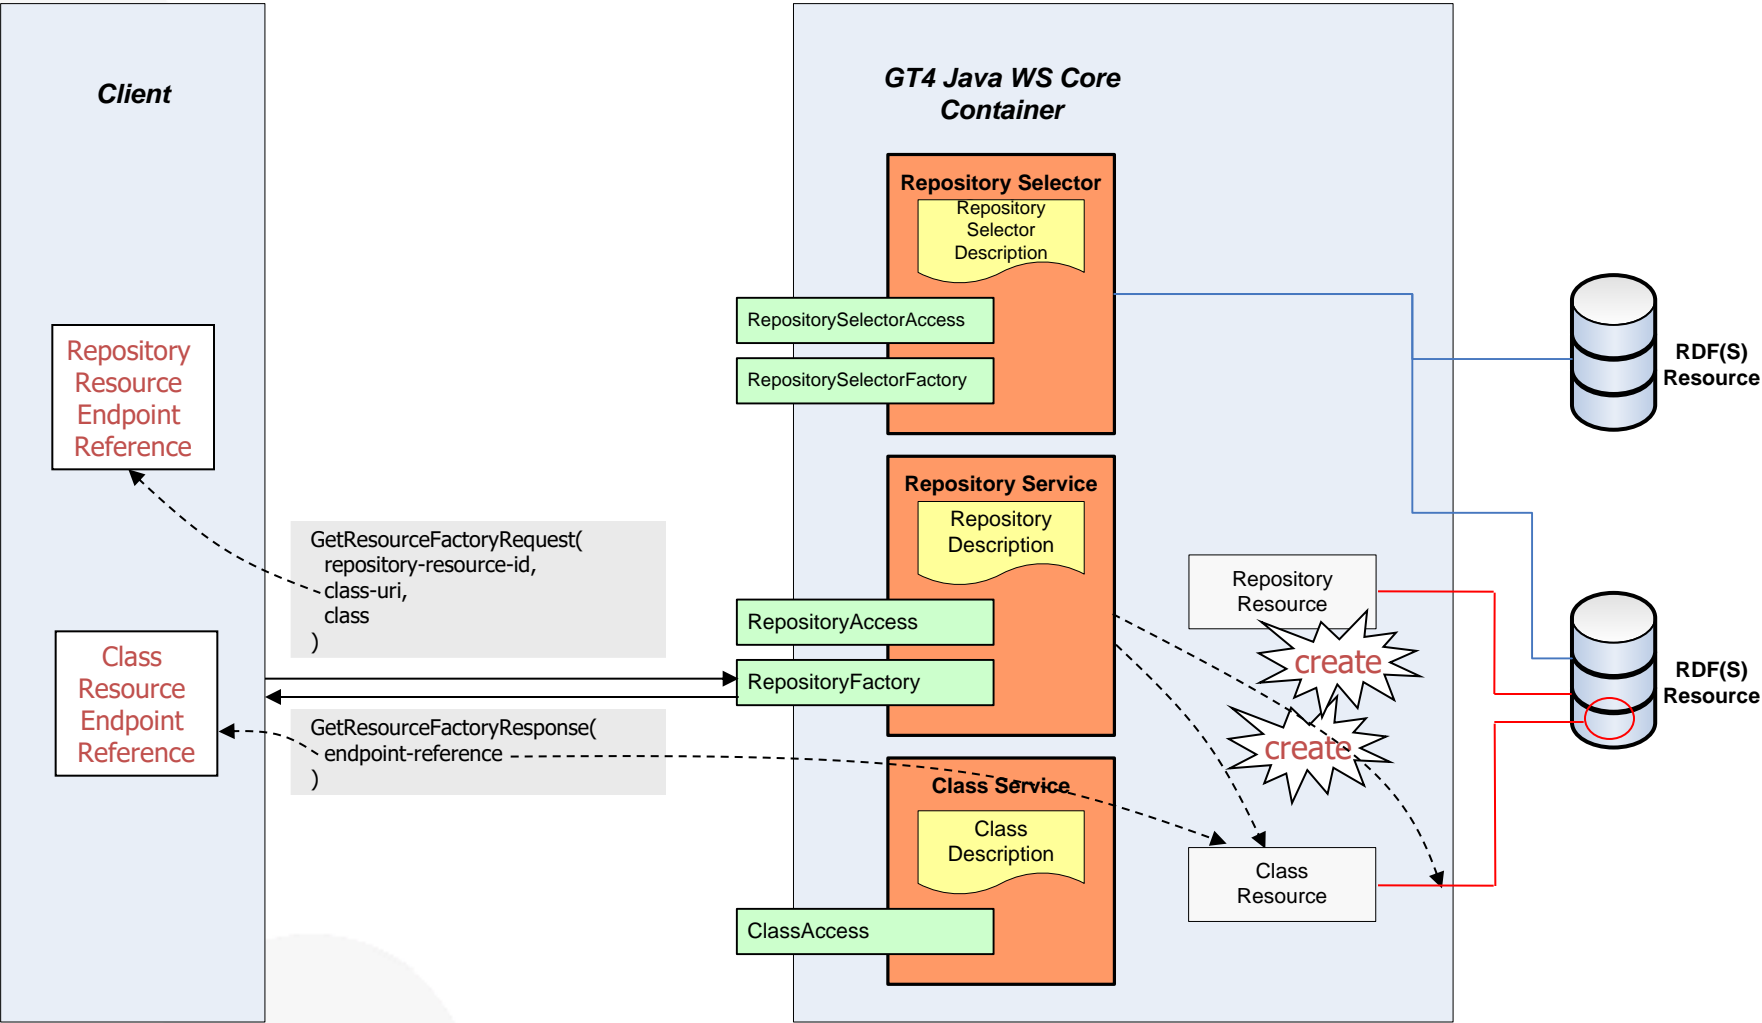 Client
GT4 Java WS Core
Container
Repository Selector
Repository
Selector
Description
RepositorySelectorAccess
RepositorySelectorFactory
RDF(S)
Resource
Repository
Resource
Endpoint
Reference
Repository Service
Repository
Description
GetResourceFactoryRequest(
repository-resource-id,
class-uri,
class
)
Repository
Resource
RepositoryAccess
create
RepositoryFactory
RDF(S)
Resource
Class
Resource
Endpoint
Reference
GetResourceFactoryResponse(
endpoint-reference
)
create
Class Service
Class
Description
Class
Resource
ClassAccess